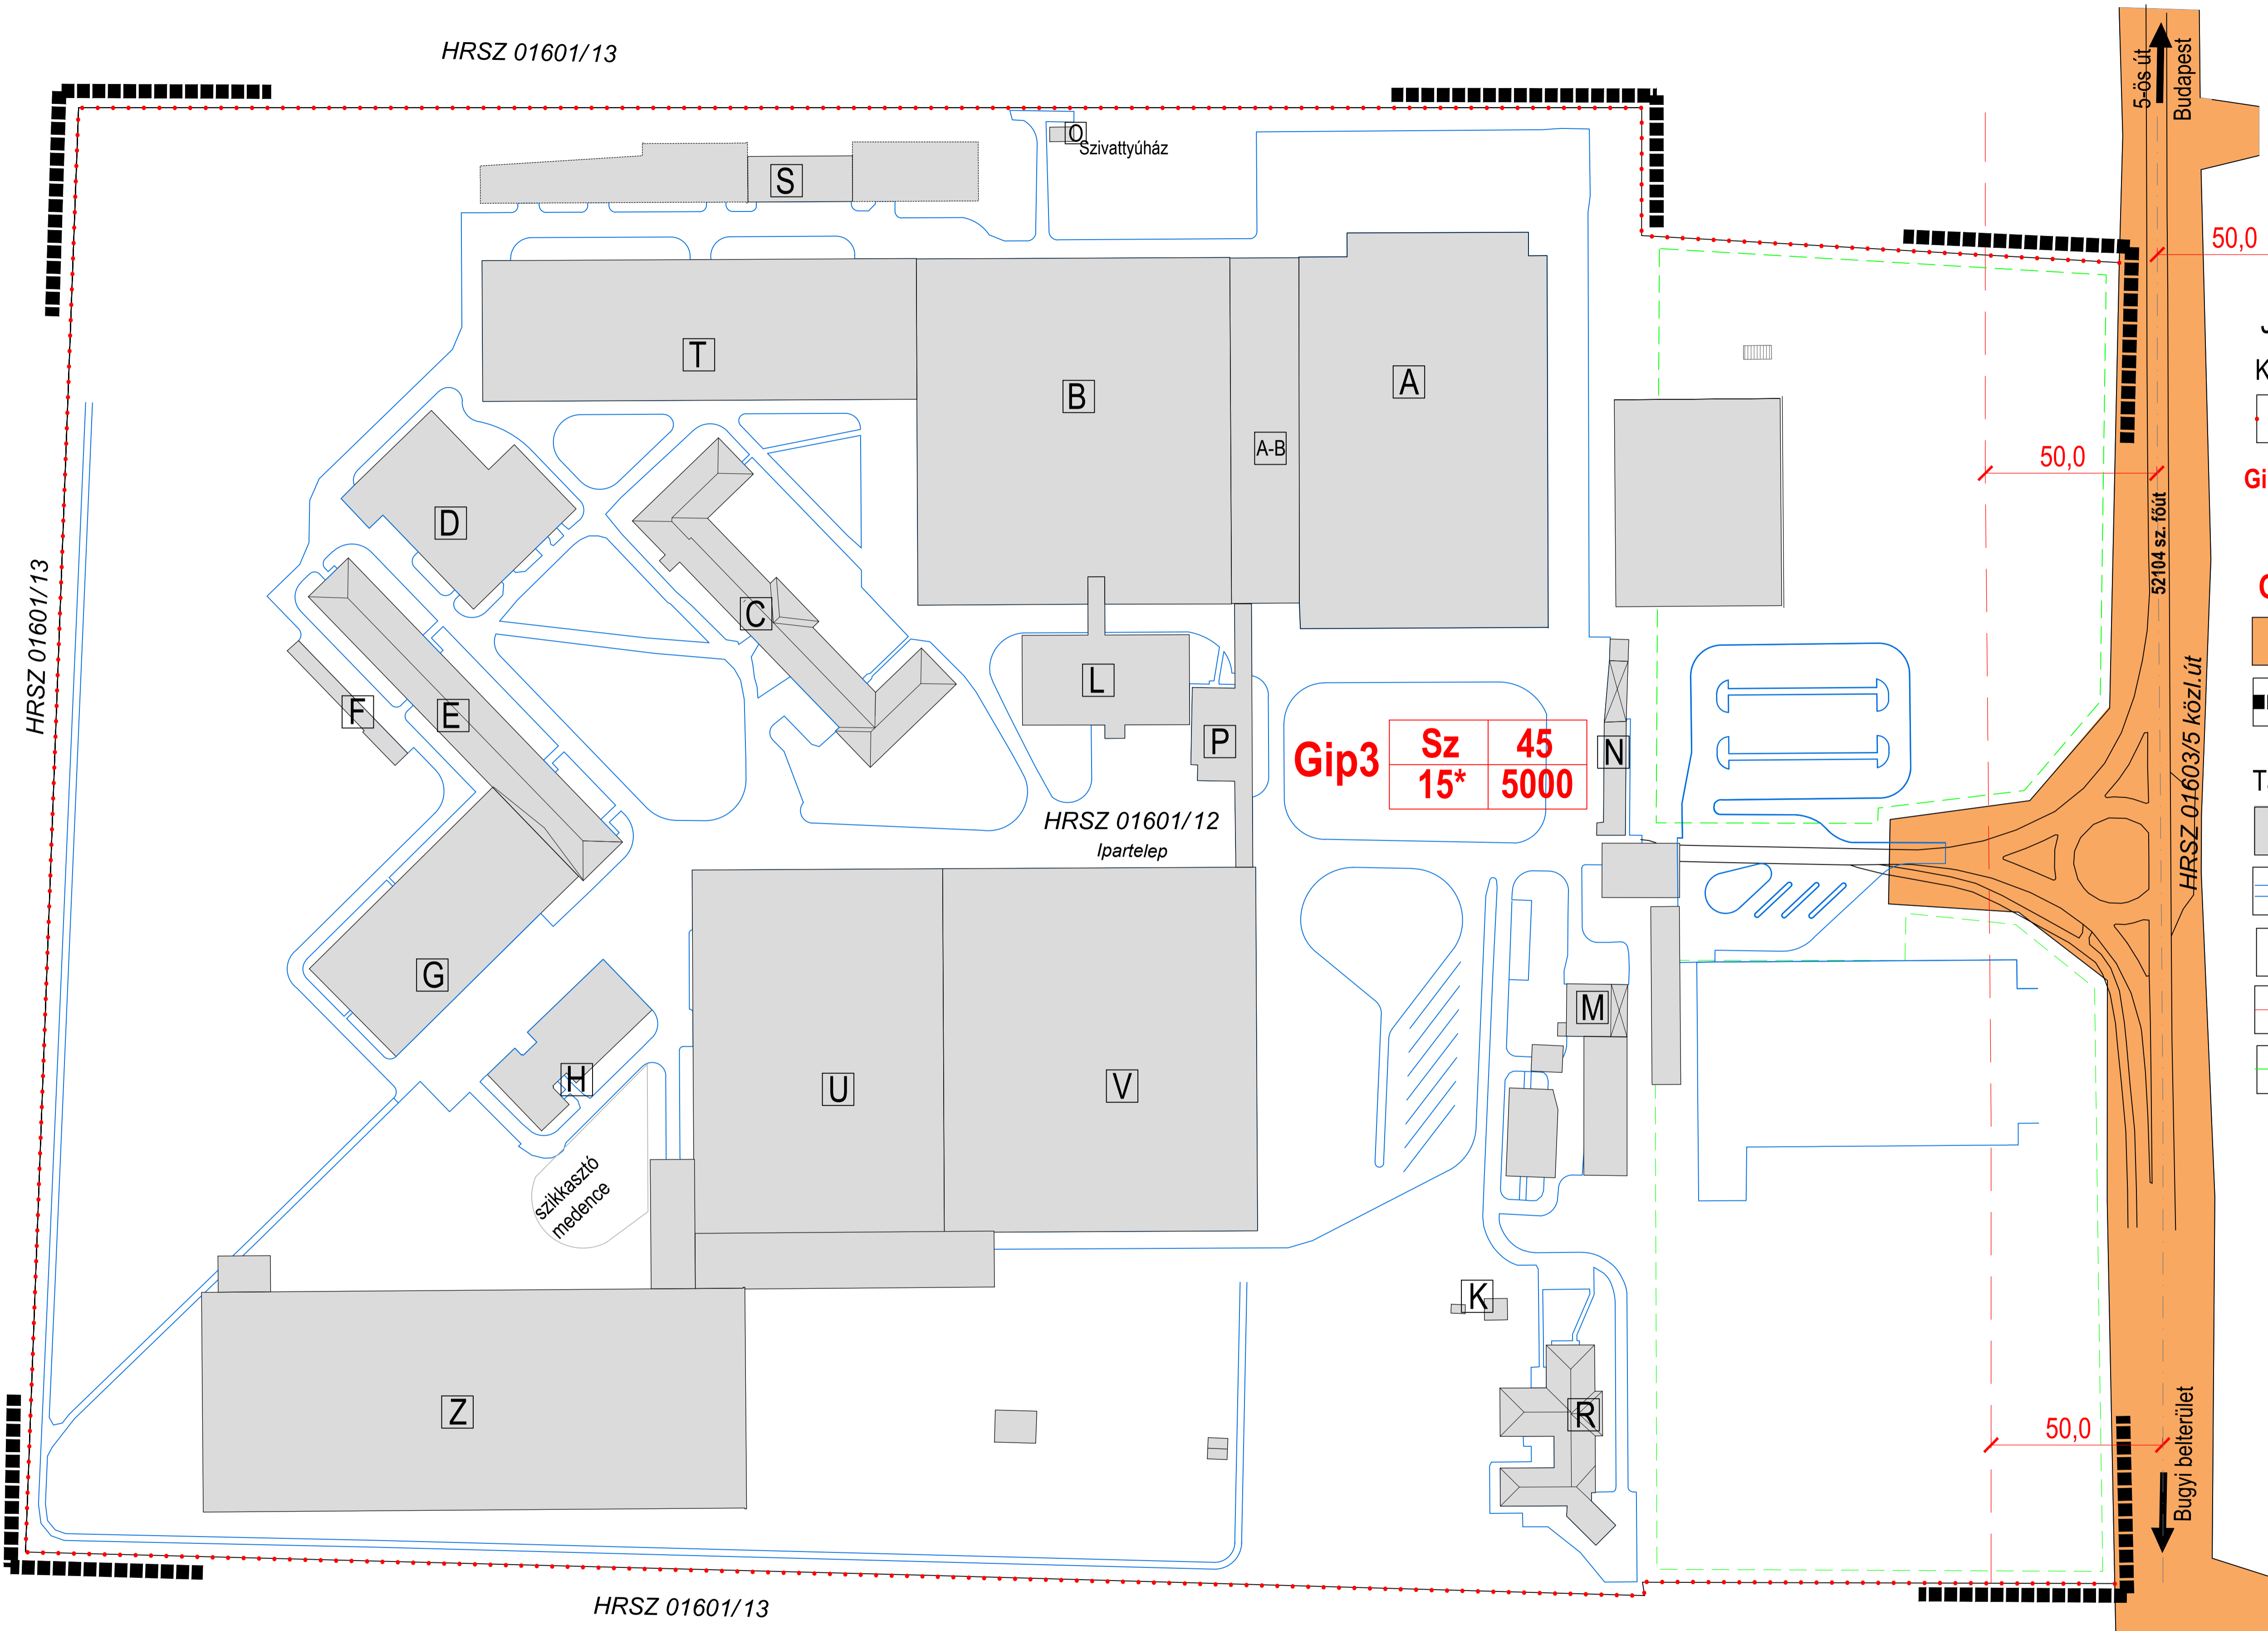 HRSZ 01601/13
5-ös út
Budapest
O
Szivattyúház
S
50,0
T
B
A
A-B
50,0
K
Gi
D
52104 sz. főút
HRSZ 01601/13
C
F
E
L
P
N
Gip3
Sz 45
15* 5000
HRSZ 01603/5 közl.út
T
HRSZ 01601/12
Ipartelep
G
M
H
U
V
szikkasztó
medence
K
Z
R
50,0
Bugyi belterület
HRSZ 01601/13